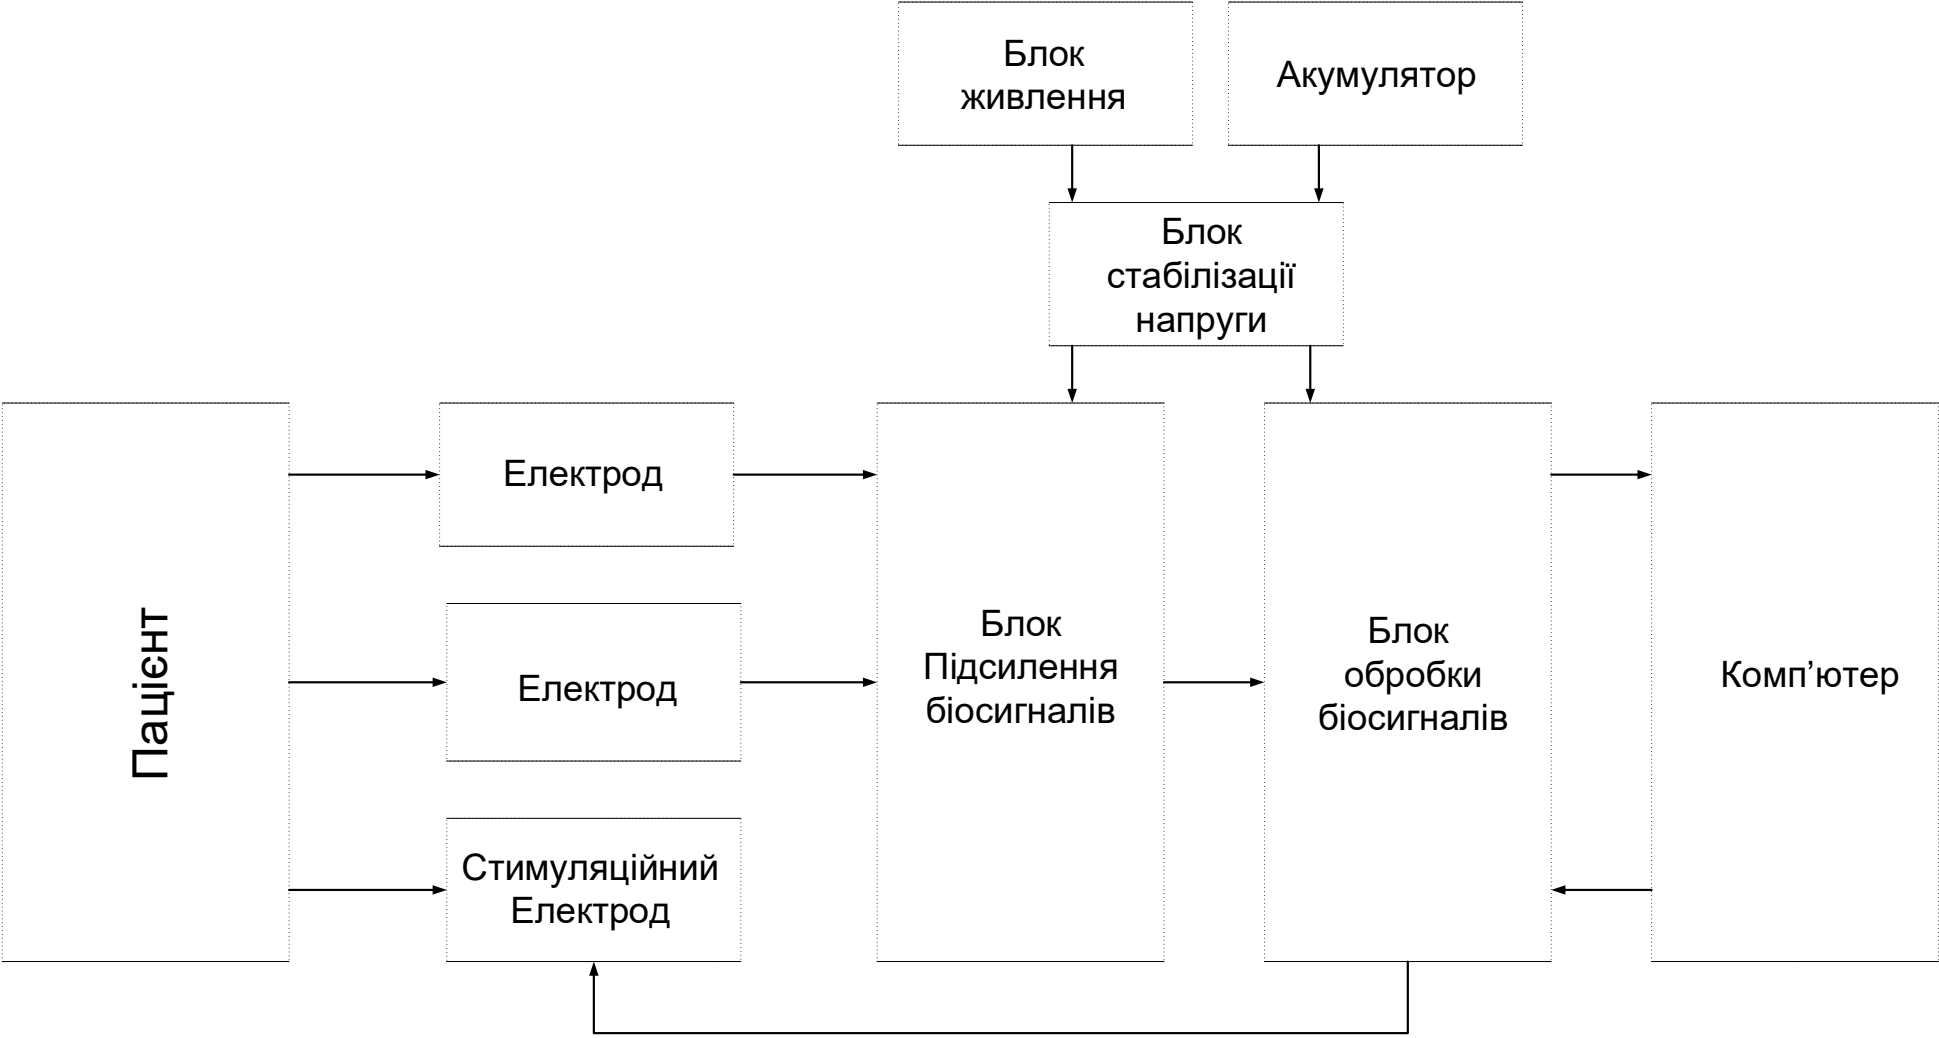 Блок
живлення
Акумулятор
Блок
стабілізації
напруги
Пацієнт
Електрод
Електрод
Стимуляційний
Електрод
Блок
Підсилення
біосигналів
Блок
обробки
біосигналів
Комп’ютер